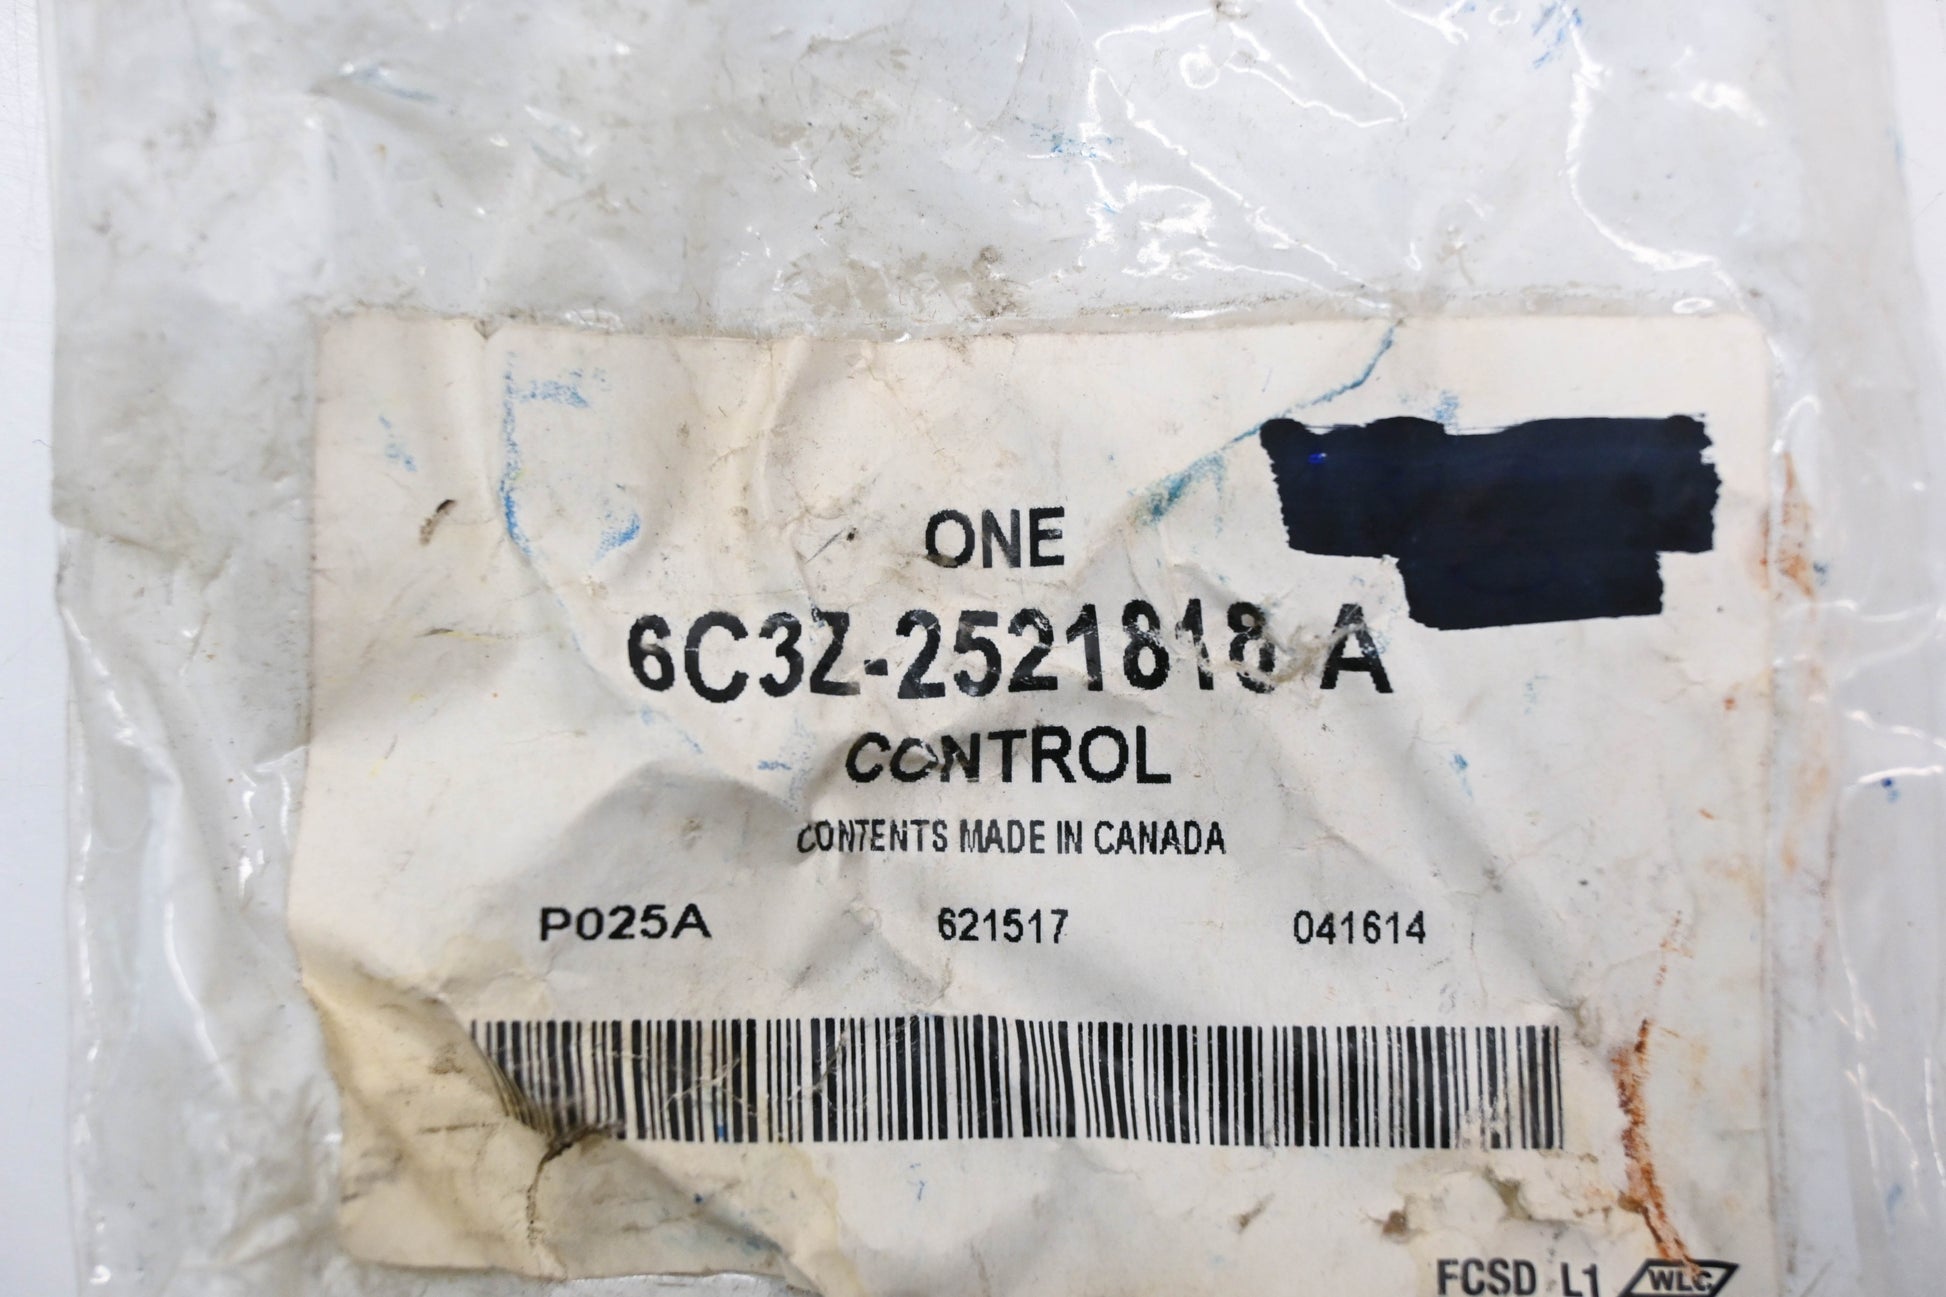 ONE
6C3Z-2521818 A
CONTROL
CONTENTS MADE IN CANADA
P025A 621517 041614
FCSD L1 WLC